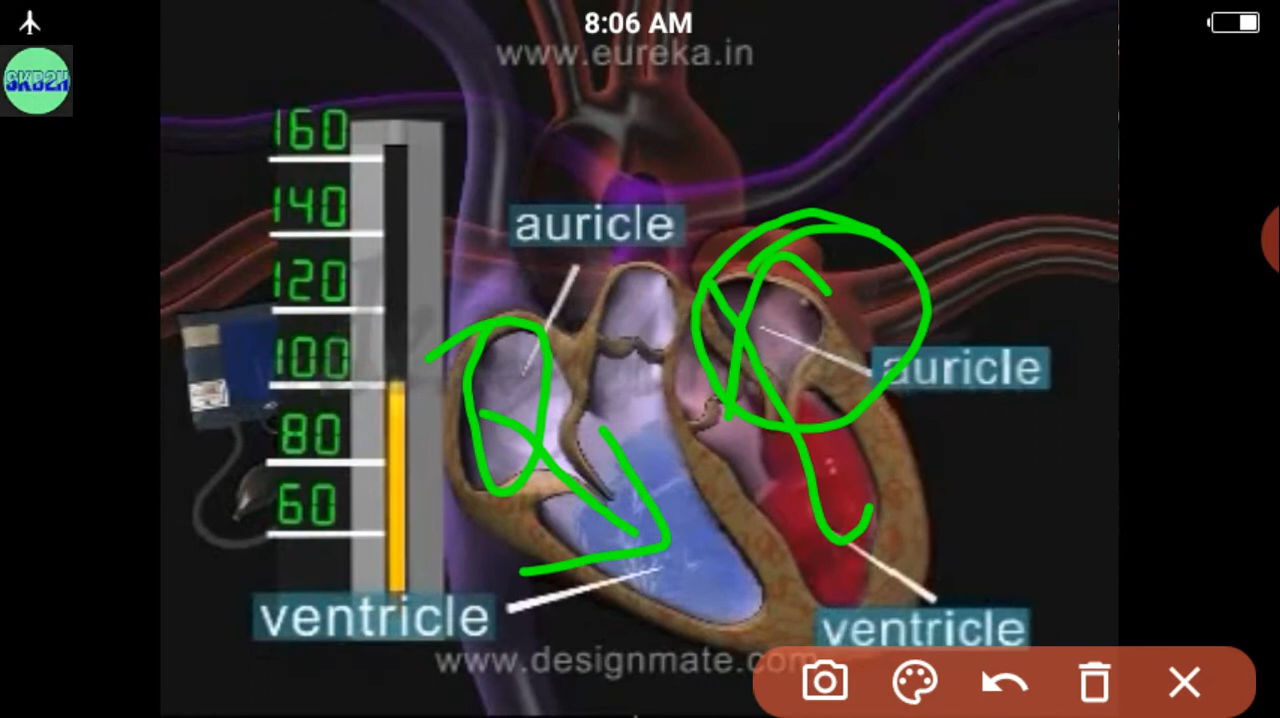 8:06 AM
www.eureka.in
SKB2H
160
140
120
100
80
60
auricle
auricle
ventricle
ventricle
www.designmate.com